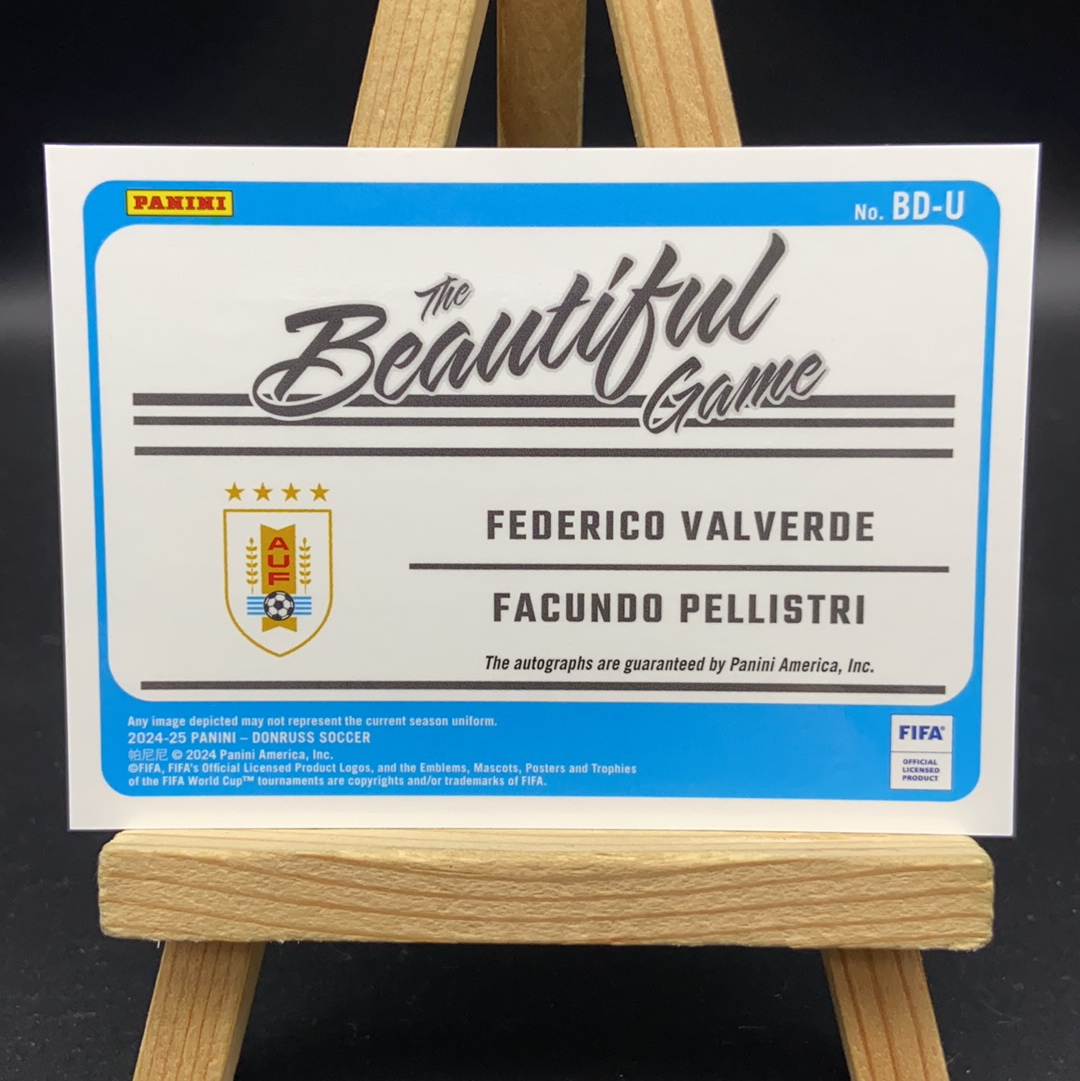 PANINI
No. BD-U
The
Beautiful
Game
AUF
FEDERICO VALVERDE
FACUNDO PELLISTRI
The autographs are guaranteed by Panini America, Inc.
Any image depicted may not represent the current season uniform.
2024-25 PANINI – DONRUSS SOCCER
帕尼尼 © 2024 Panini America, Inc.
©FIFA, FIFA's Official Licensed Product Logos, and the Emblems, Mascots, Posters and Trophies
of the FIFA World Cup™ tournaments are copyrights and/or trademarks of FIFA.
FIFA®
OFFICIAL
LICENSED
PRODUCT